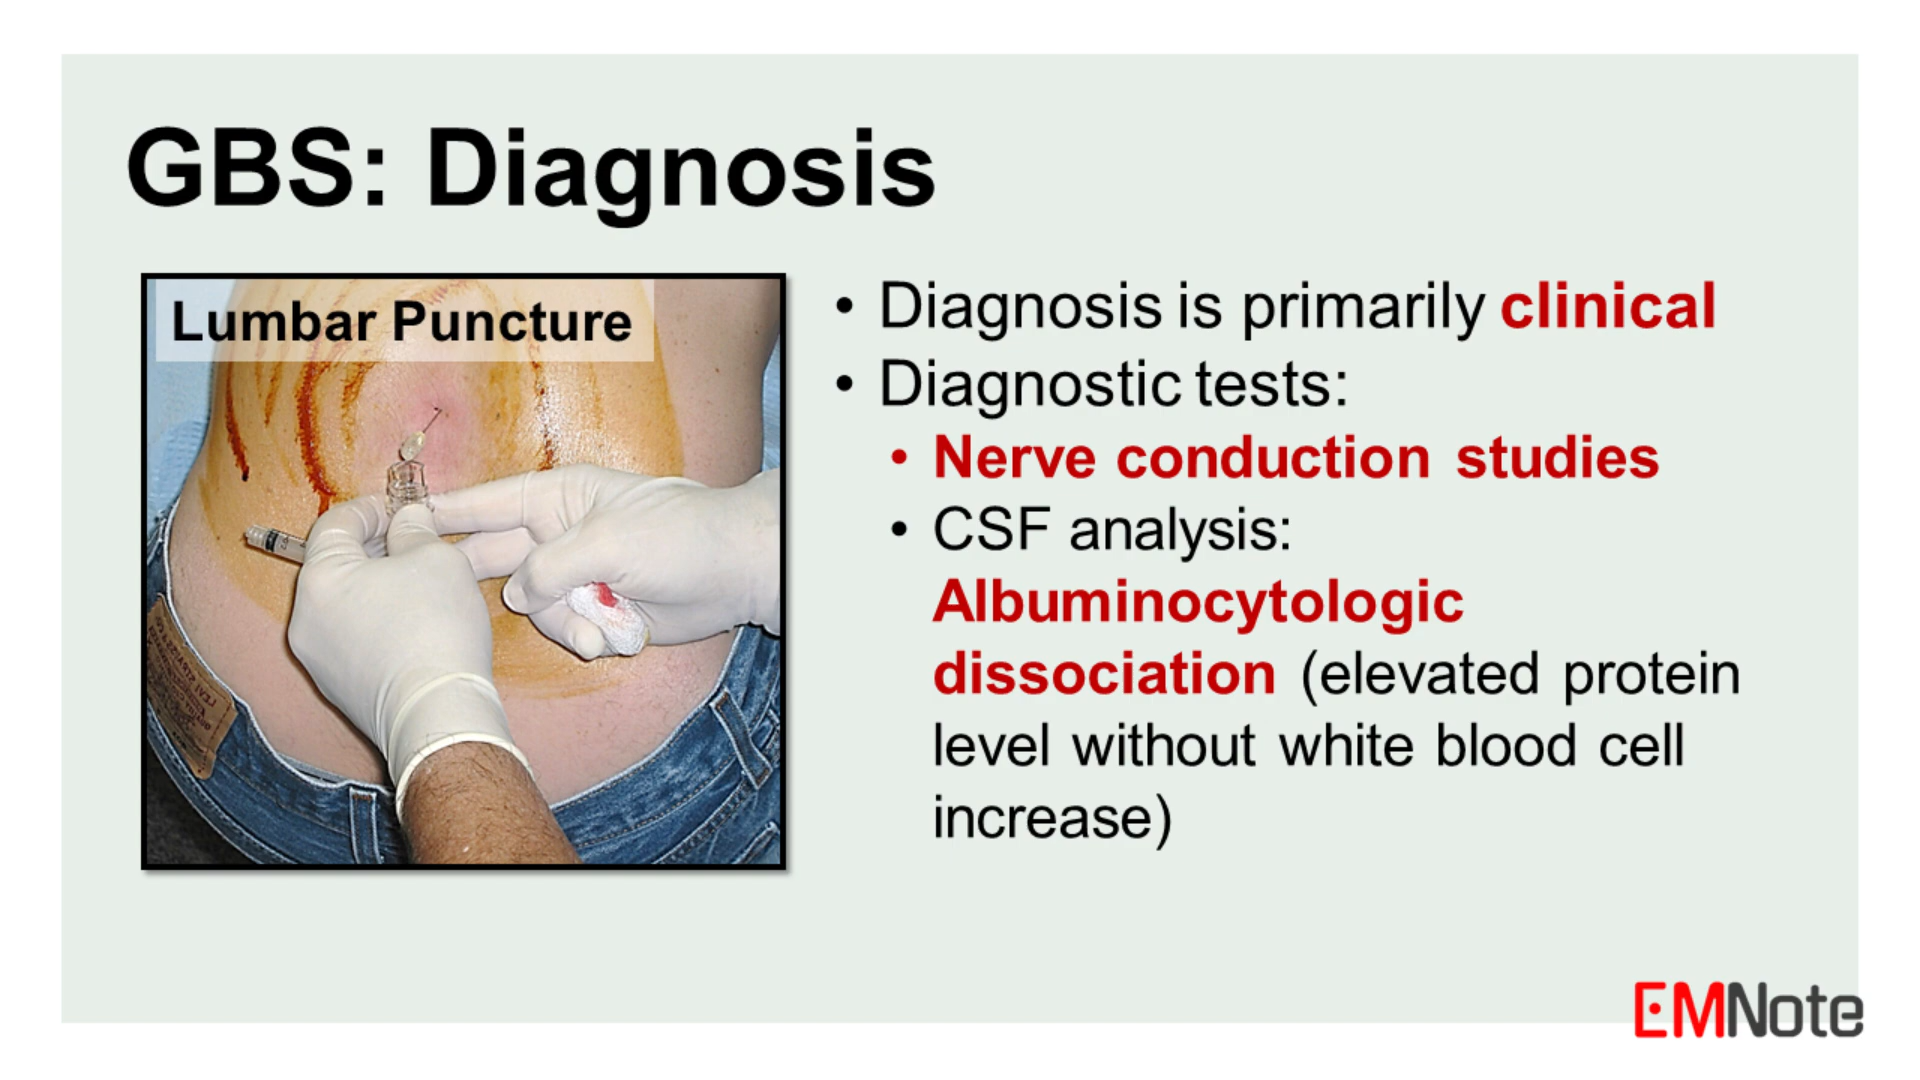 GBS: Diagnosis
Lumbar Puncture
• Diagnosis is primarily clinical
• Diagnostic tests:
• Nerve conduction studies
• CSF analysis:
Albuminocytologic
dissociation (elevated protein
level without white blood cell
increase)
EMNote